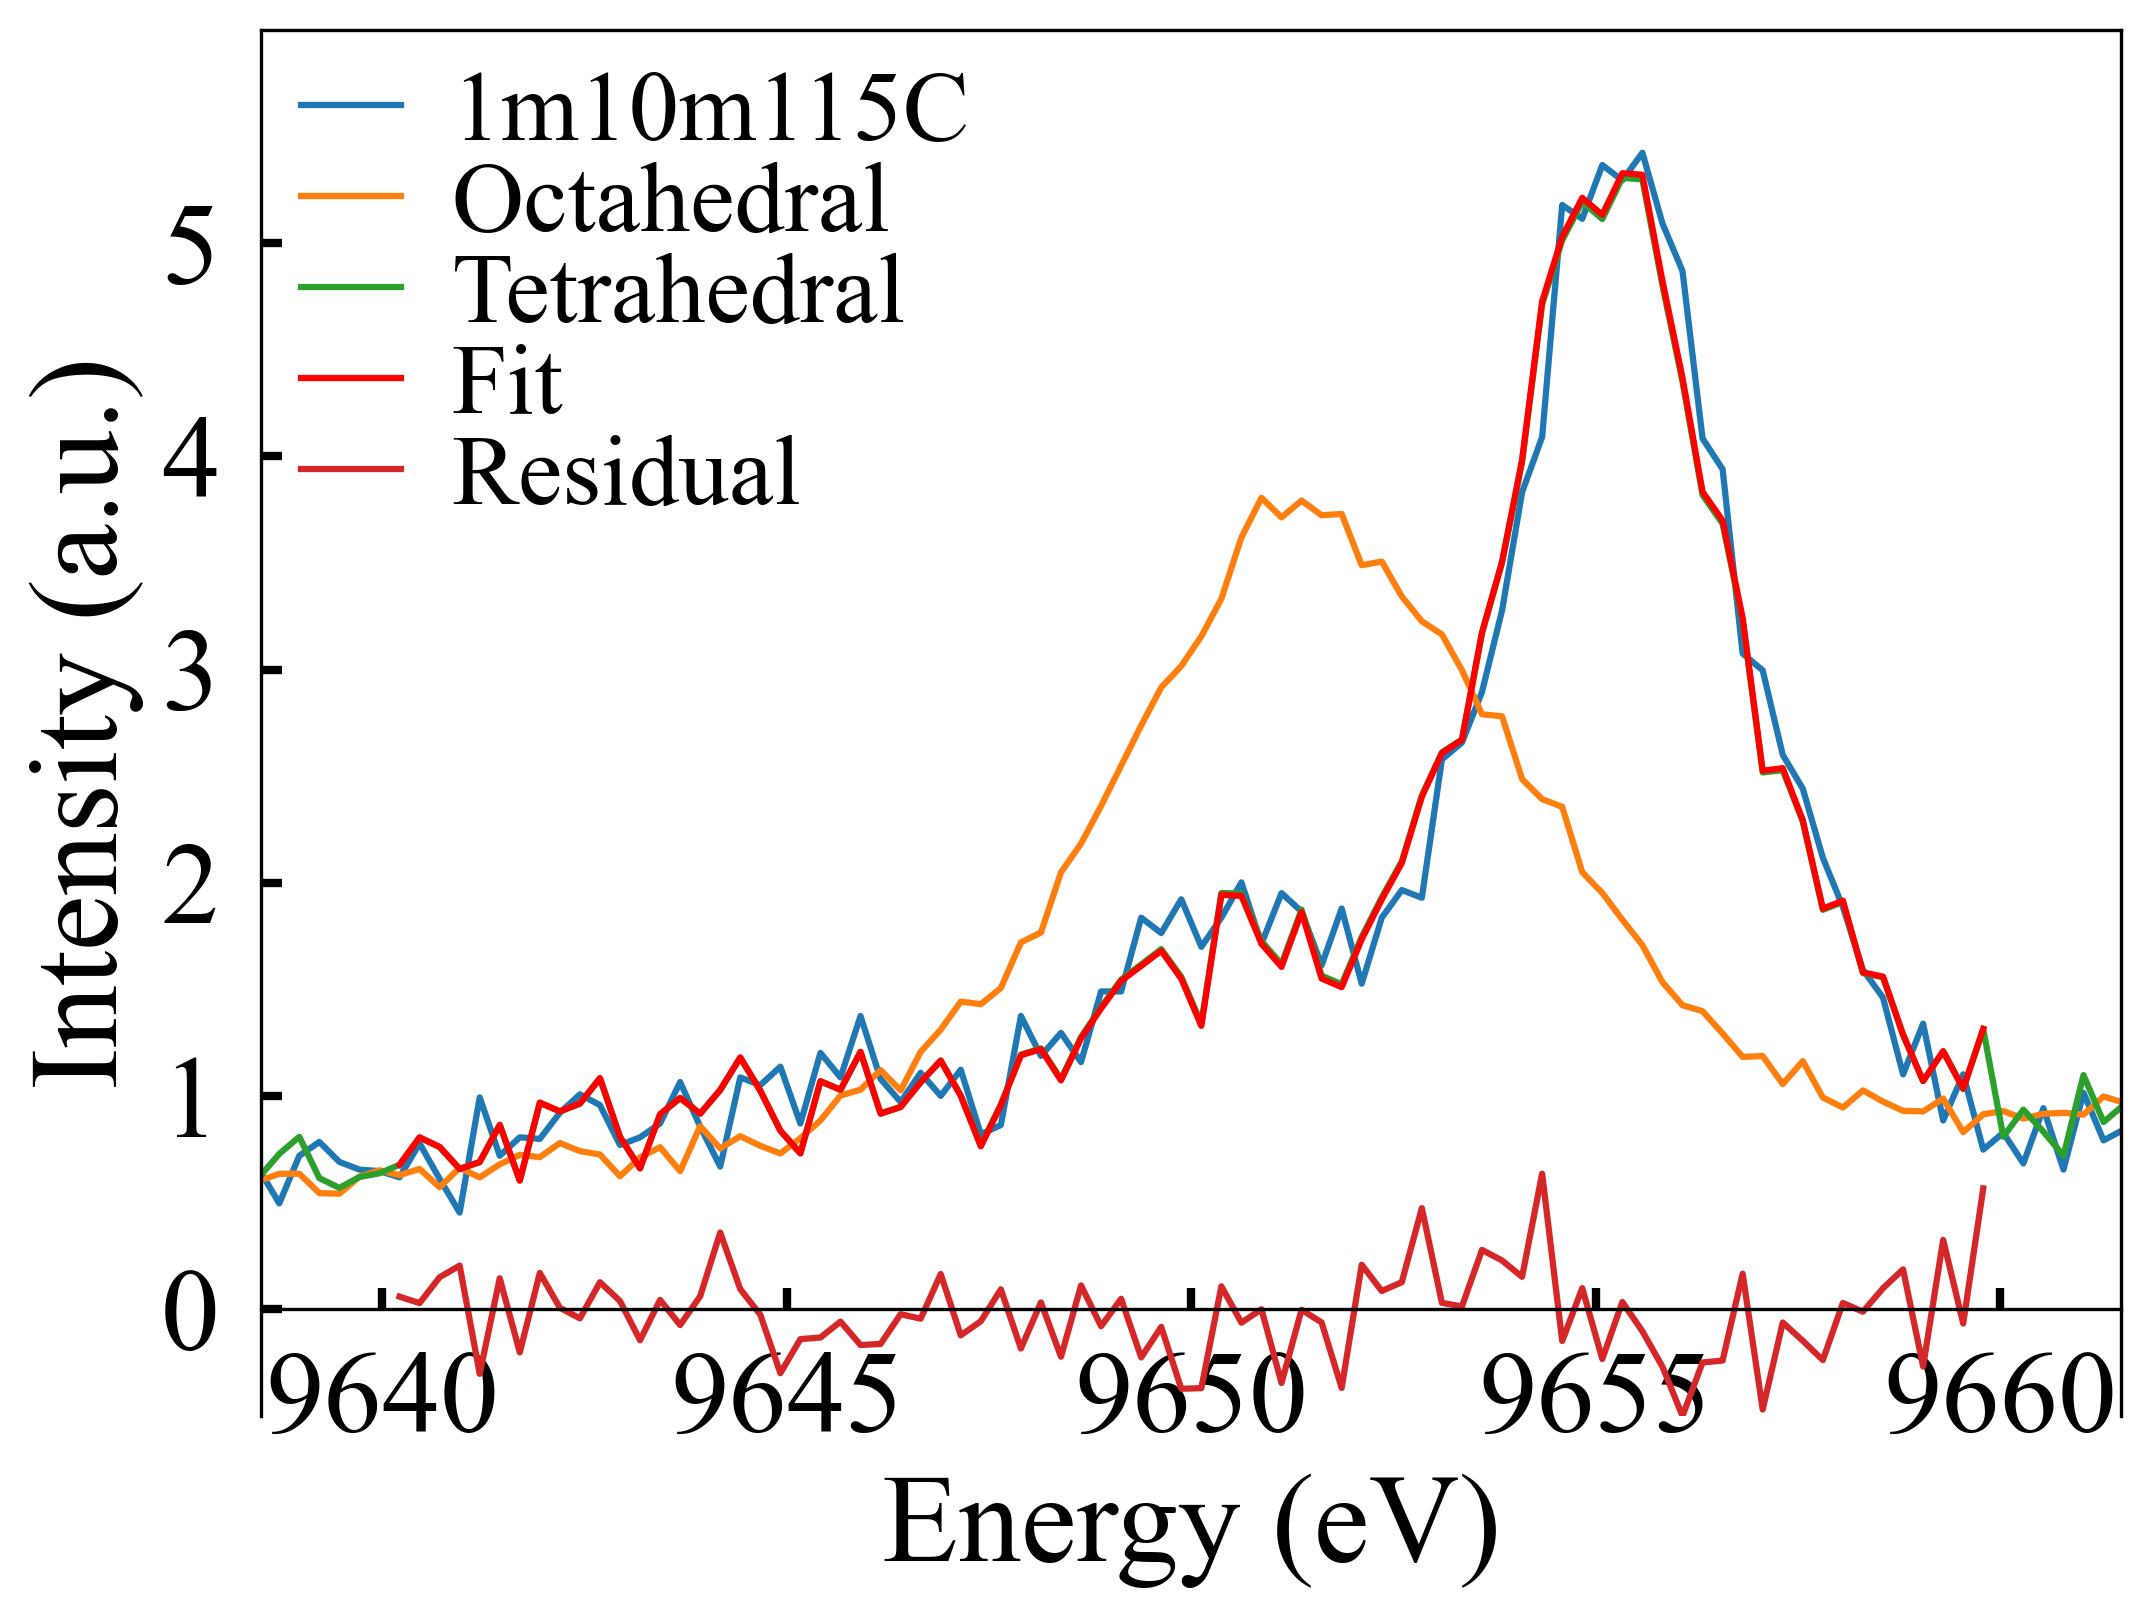 1m10m115C
Octahedral
Tetrahedral
Fit
Residual
Intensity (a.u.)
5
4
3
2
1
0
9640 9645 9650 9655 9660
Energy (eV)